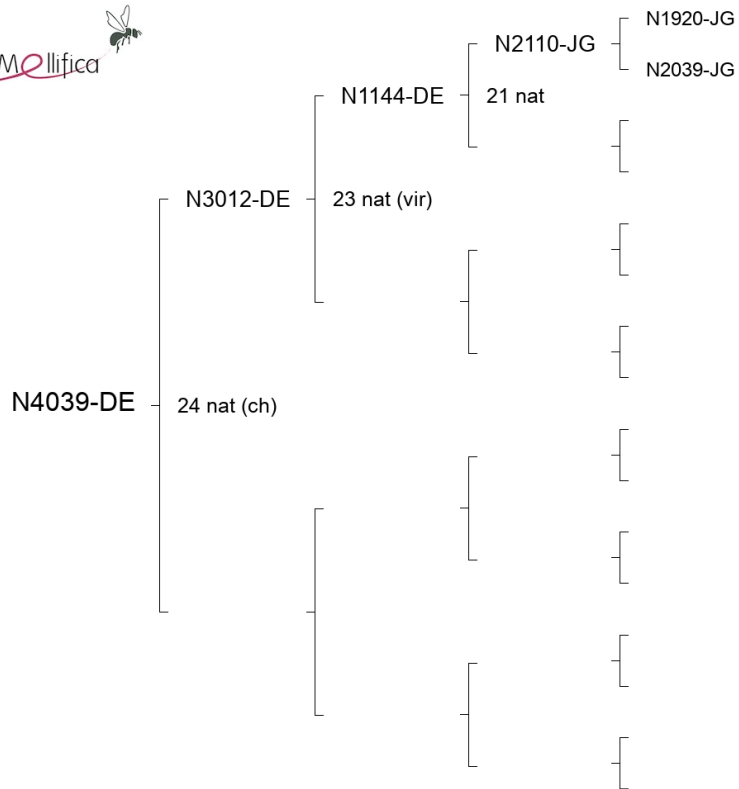 Mellifica
N1920-JG
N2110-JG
N2039-JG
N1144-DE
21 nat
N3012-DE
23 nat (vir)
N4039-DE
24 nat (ch)